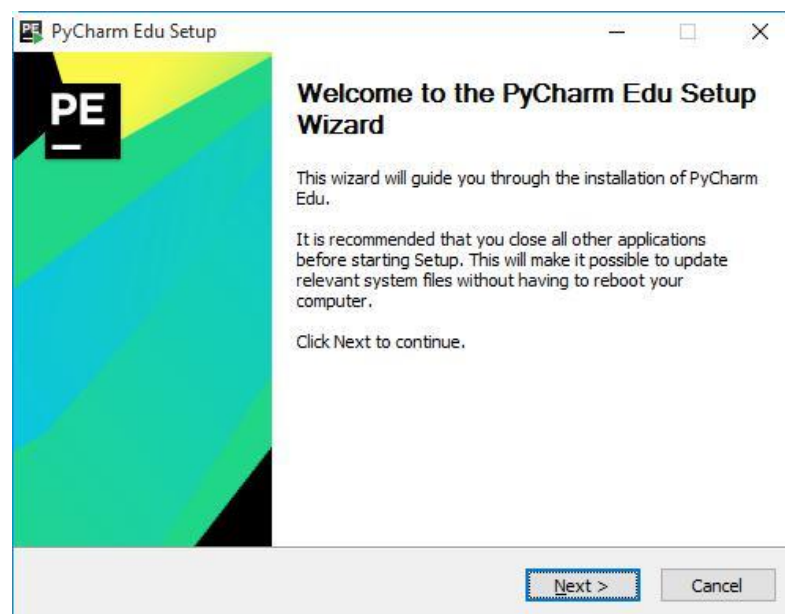 PyCharm Edu Setup
PE
Welcome to the PyCharm Edu Setup
Wizard
This wizard will guide you through the installation of PyCharm
Edu.
It is recommended that you close all other applications
before starting Setup. This will make it possible to update
relevant system files without having to reboot your
computer.
Click Next to continue.
Next >
Cancel